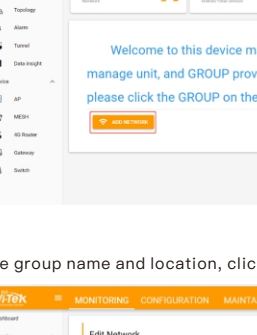 Topology
Alarm
Tunnel
Data Insight
AP
MESH
4G Router
Gateway
Switch
Welcome to this device m
manage unit, and GROUP prov
please click the GROUP on the
ADD NETWORK
e group name and location, clic
MONITORING CONFIGURATION MAINTA
Edit Network